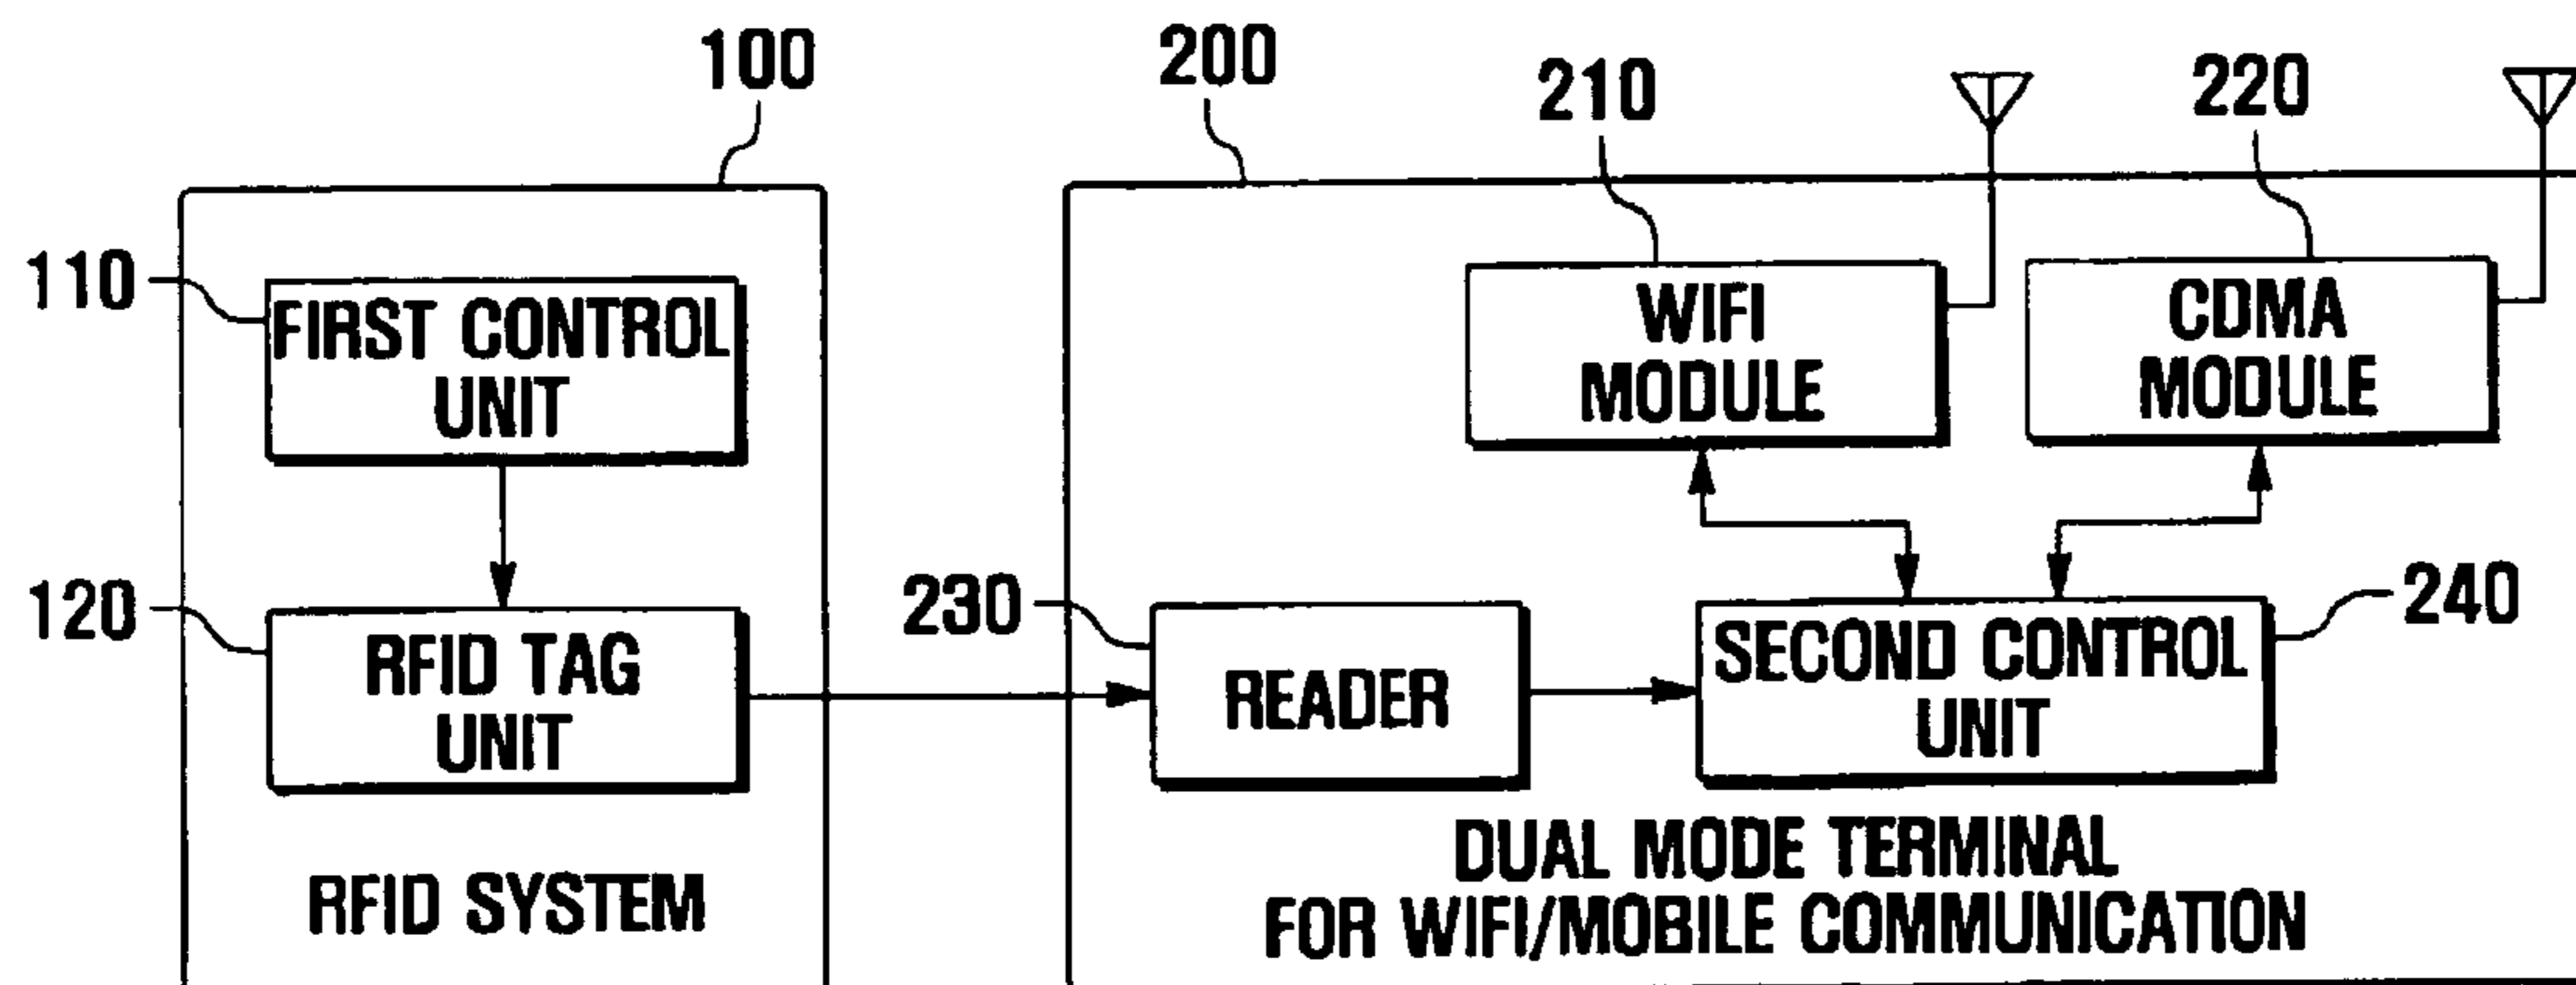 100
200
210
220
110
FIRST CONTROL
UNIT
WIFI
MODULE
CDMA
MODULE
120
RFID TAG
UNIT
230
READER
SECOND CONTROL
UNIT
240
RFID SYSTEM
DUAL MODE TERMINAL
FOR WIFI/MOBILE COMMUNICATION